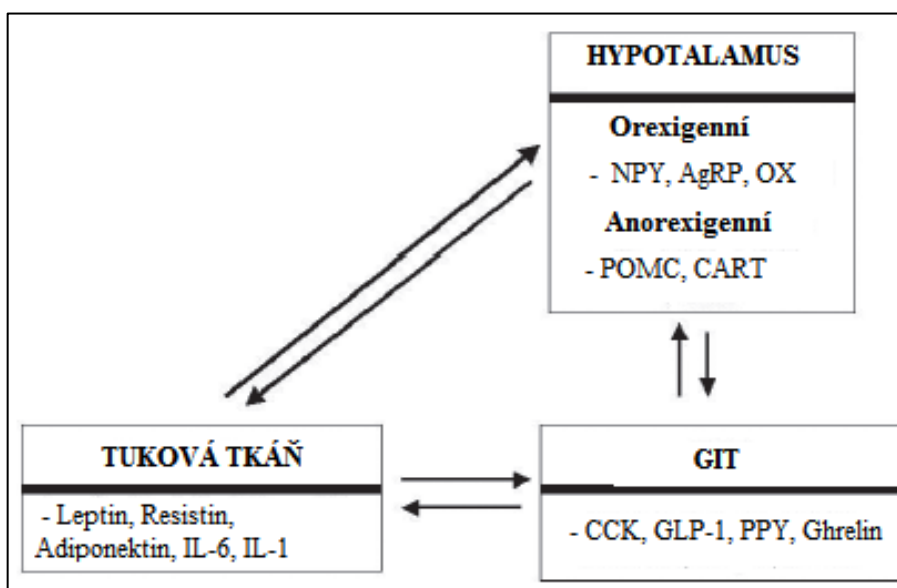 HYPOTALAMUS
Orexigenní
- NPY, AgRP, OX
Anorexigenní
- POMC, CART
TUKOVÁ TKÁŇ
- Leptin, Resistin,
Adiponektin, IL-6, IL-1
GIT
- CCK, GLP-1, PPY, Ghrelin